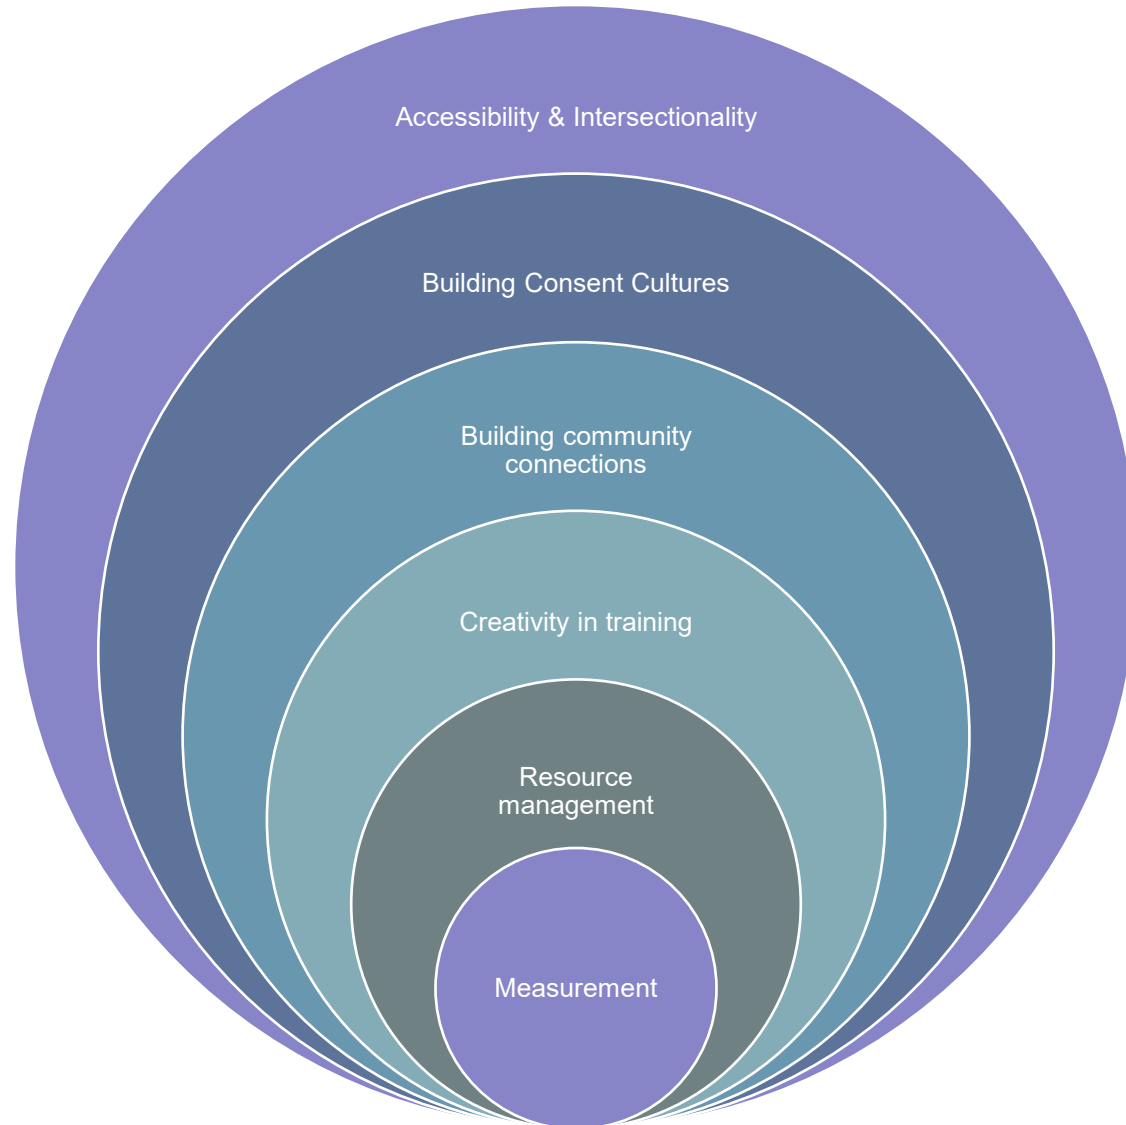 Accessibility & Intersectionality
Building Consent Cultures
Building community
connections
Creativity in training
Resource
management
Measurement